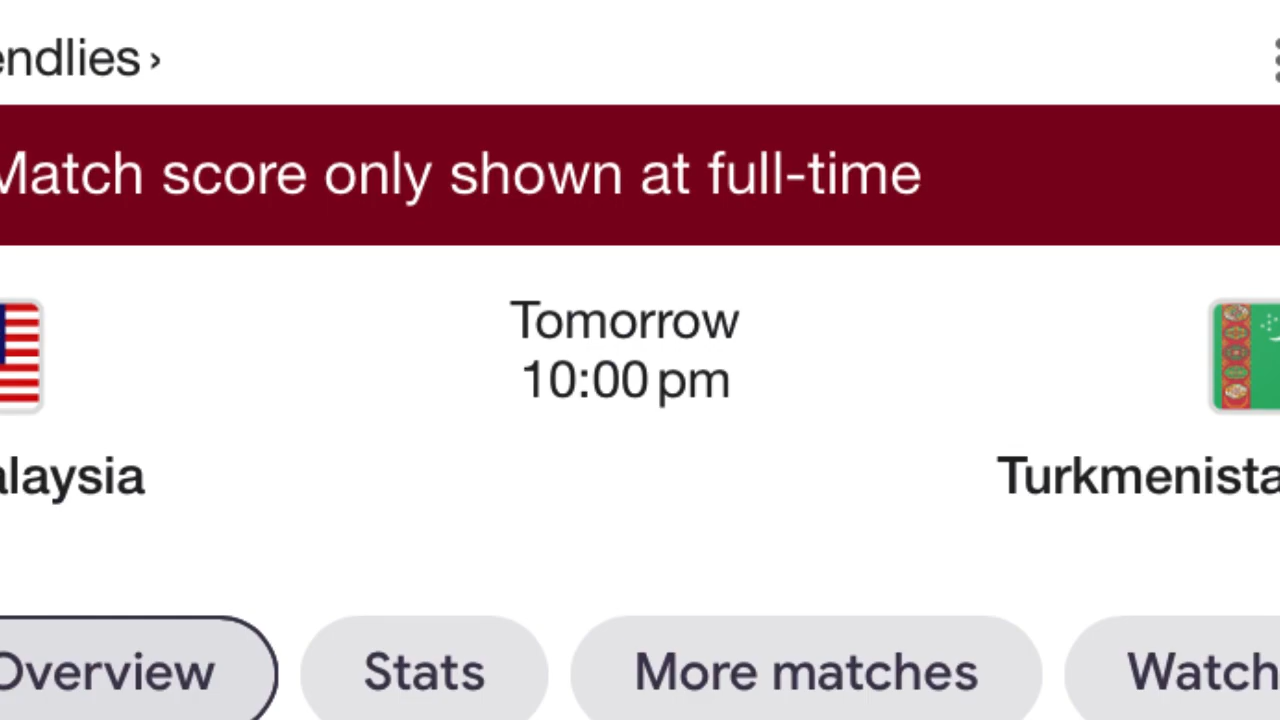 endlies ›
Match score only shown at full-time
Tomorrow
10:00 pm
alaysia
Turkmenista
Overview
Stats
More matches
Watch